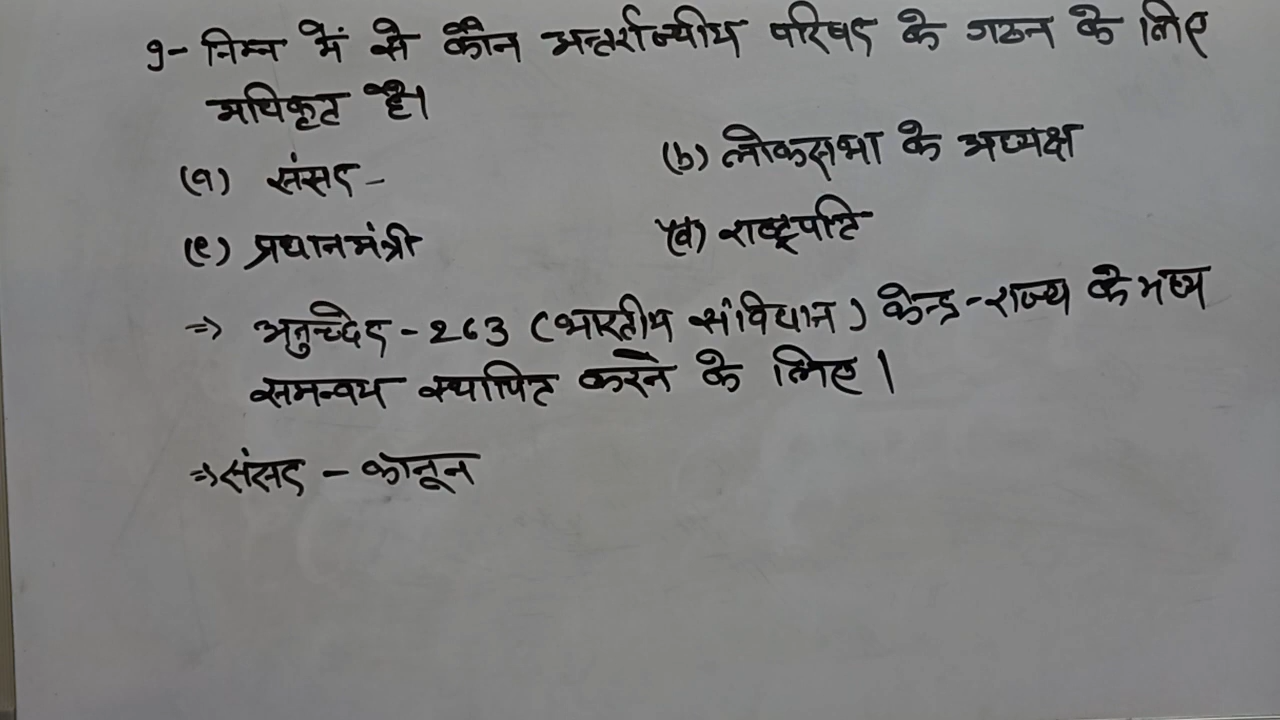 9- निम्न में से कौन अन्तर्राज्यीय परिषद के गठन के लिए
अधिकृत है।
(a) संसद -
(b) लोकसभा के अध्यक्ष
(c) प्रधानमंत्री
(d) राष्ट्रपति
⇒ अनुच्छेद - 263 (भारतीय संविधान) केन्द्र - राज्य के मध्य
समन्वय स्थापित करने के लिए।
⇒ संसद - कानून